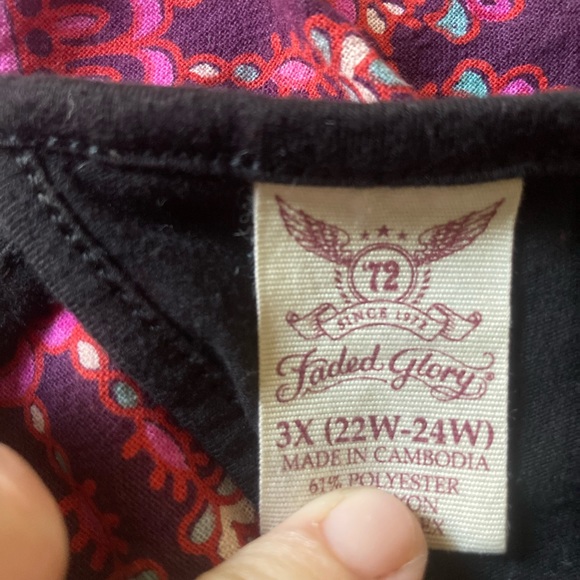 '72
SINCE 1972
Faded Glory®
3X (22W-24W)
MADE IN CAMBODIA
61% POLYESTER